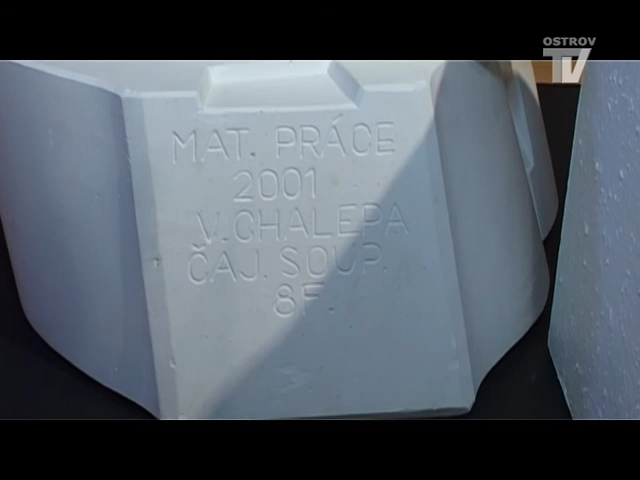 OSTROV
TV
MAT. PRÁCE
2001
V. CHALEPA
ČAJ. SOUP.
8F.